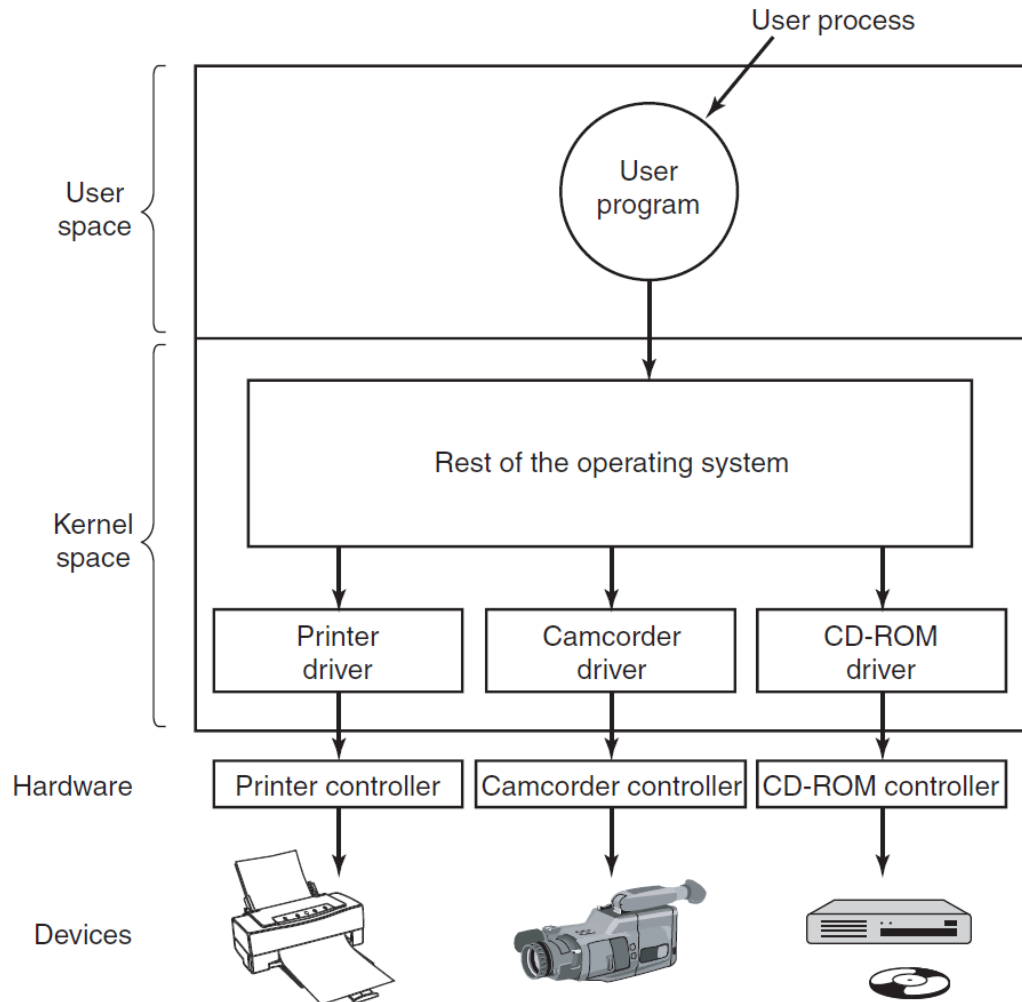 User process
User
program
User
space
Rest of the operating system
Kernel
space
Printer
driver
Camcorder
driver
CD-ROM
driver
Hardware
Printer controller
Camcorder controller
CD-ROM controller
Devices